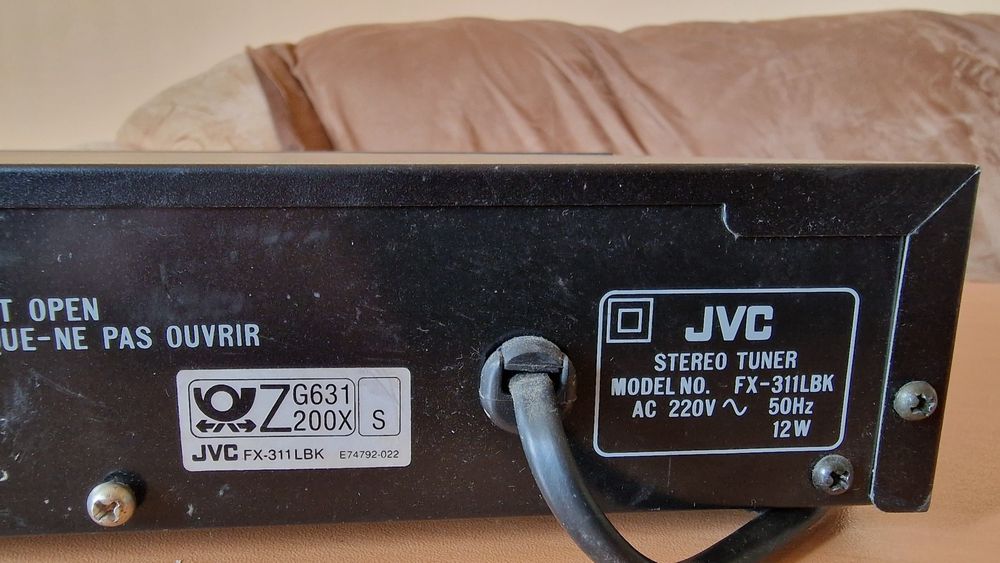 T OPEN
UE-NE PAS OUVRIR
Z G631
200X S
JVC FX-311LBK E74792-022
JVC
STEREO TUNER
MODEL NO. FX-311LBK
AC 220V ~ 50Hz
12W